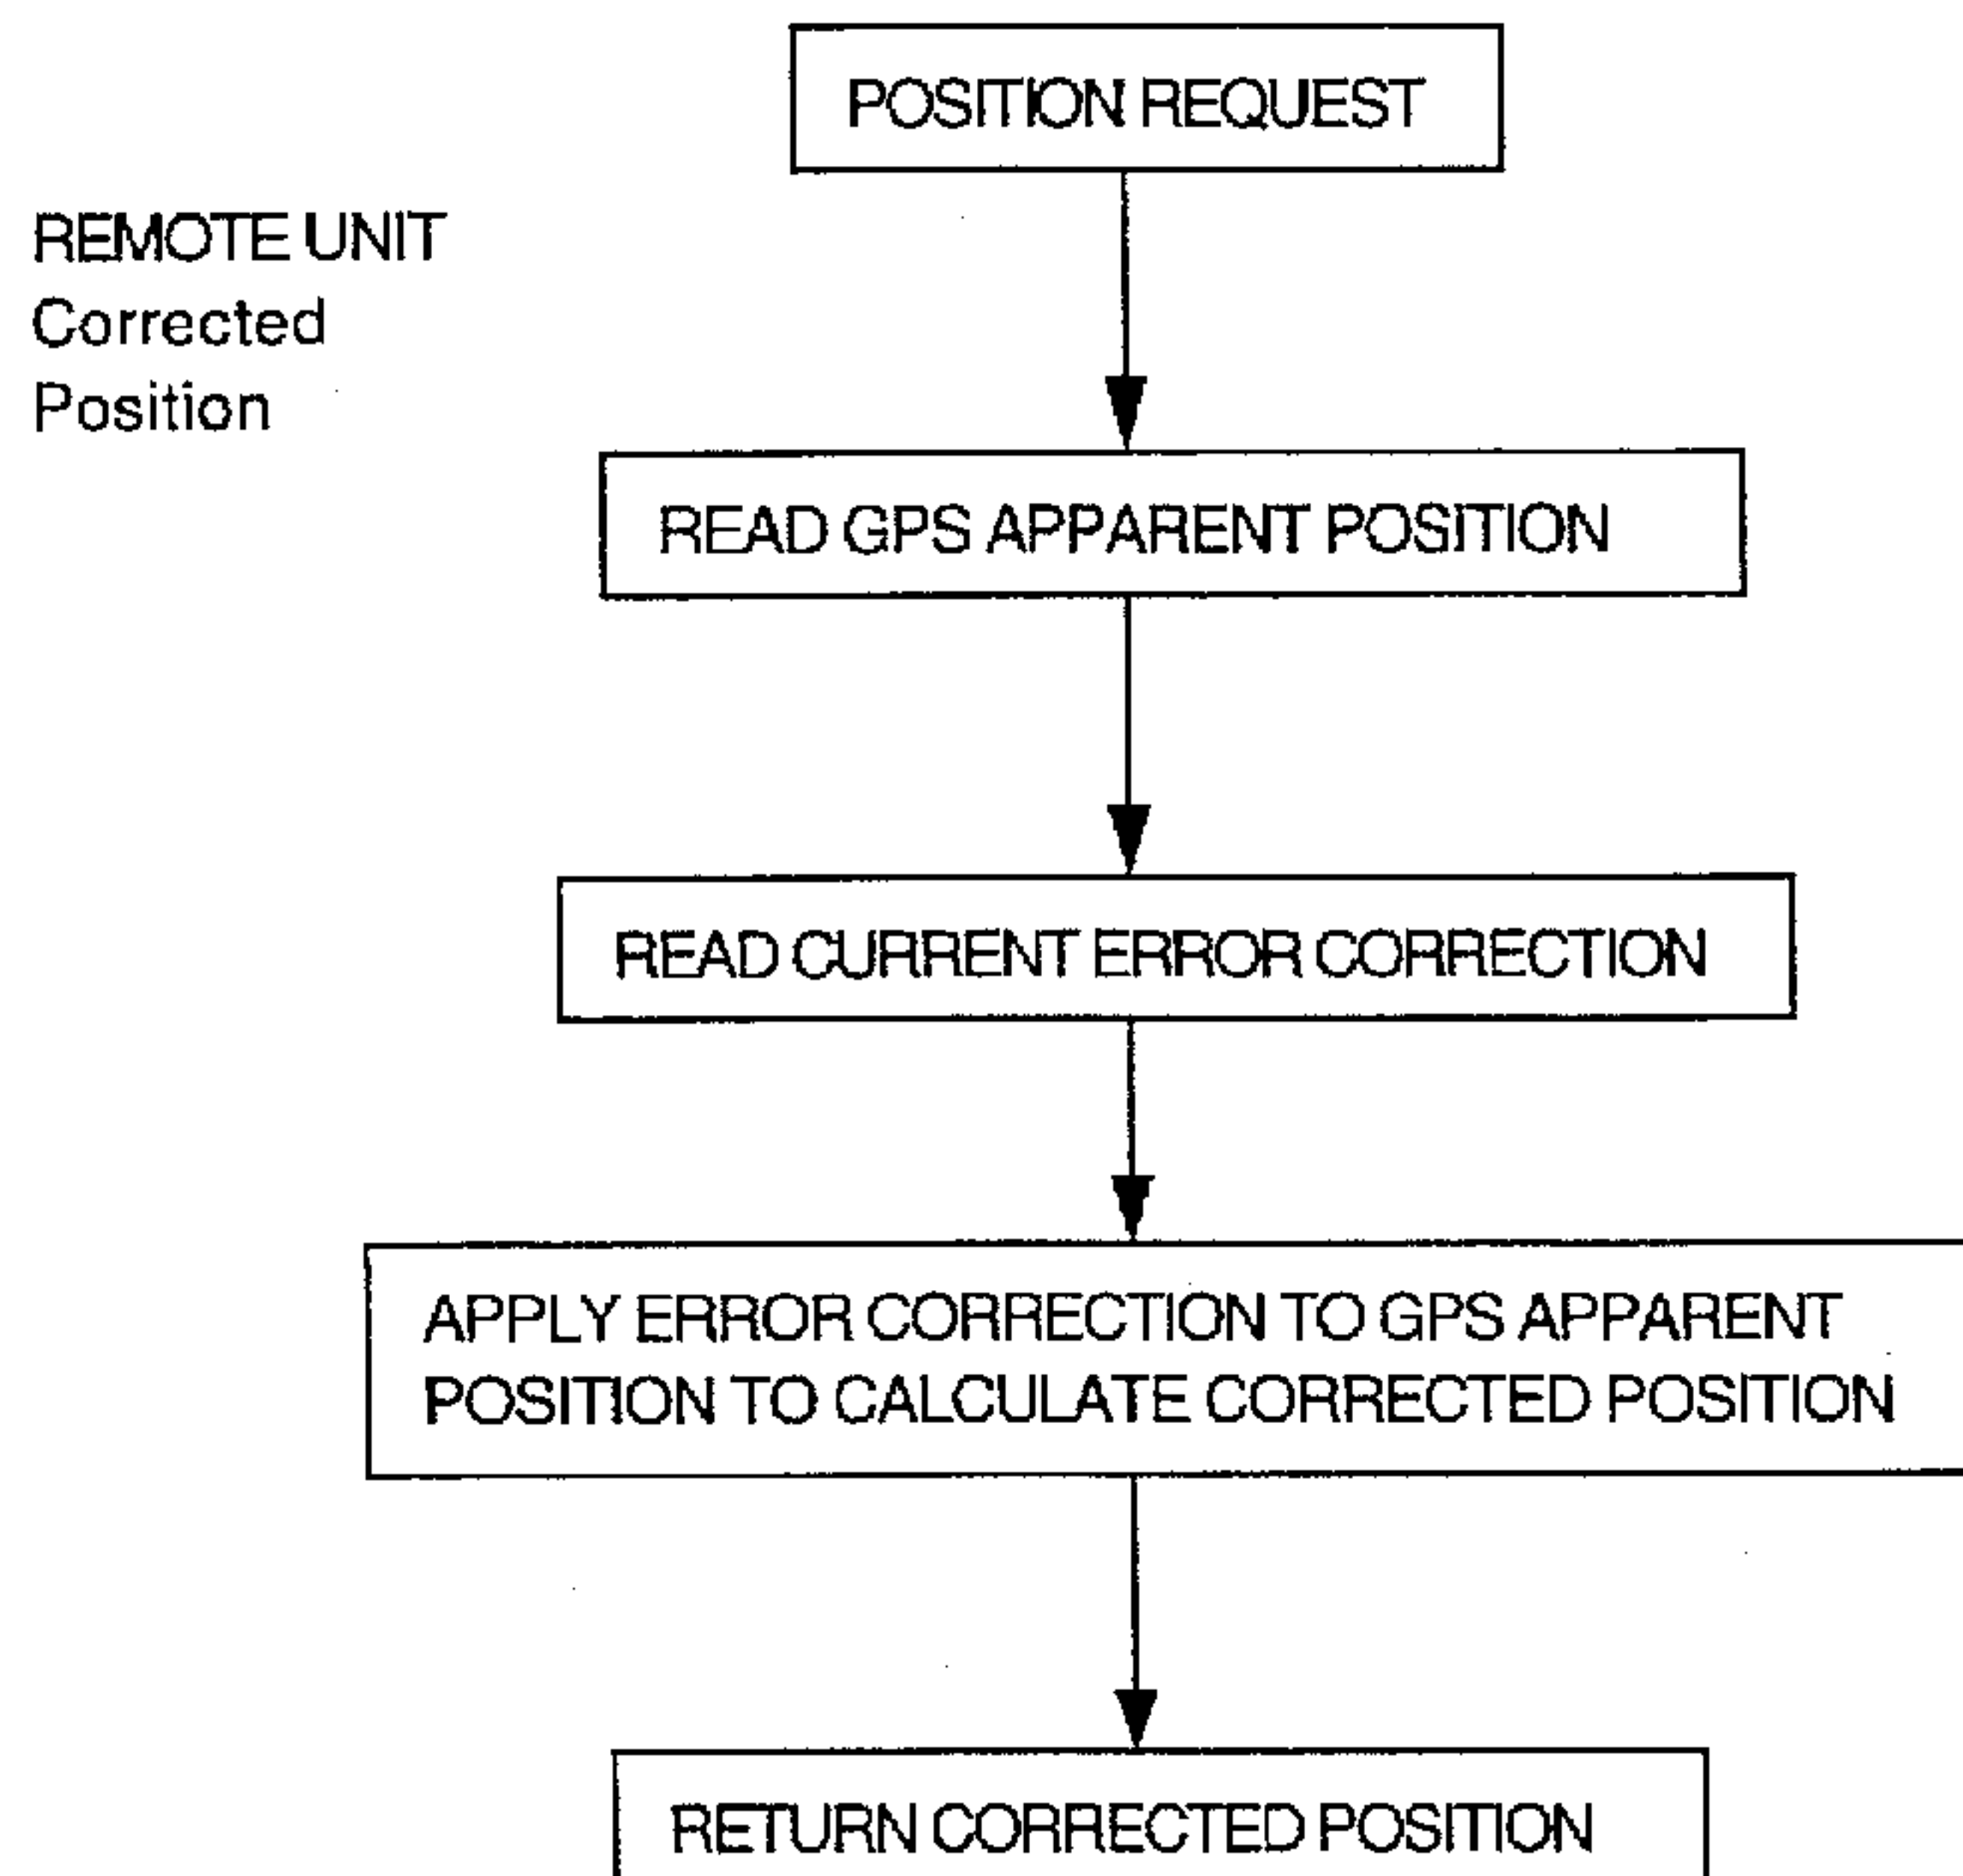 POSITION REQUEST
REMOTE UNIT
Corrected
Position
READ GPS APPARENT POSITION
READ CURRENT ERROR CORRECTION
APPLY ERROR CORRECTION TO GPS APPARENT
POSITION TO CALCULATE CORRECTED POSITION
RETURN CORRECTED POSITION